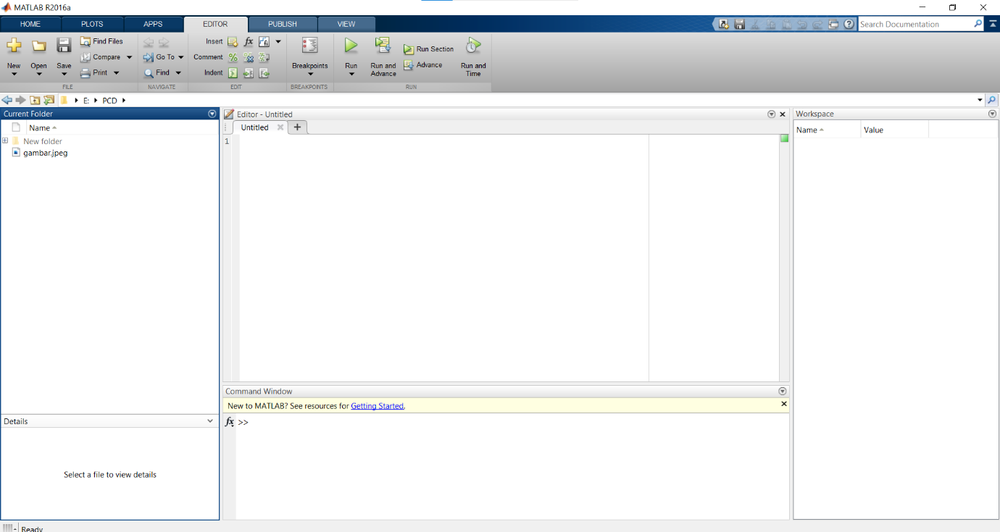 MATLAB R2016a
HOME PLOTS APPS EDITOR PUBLISH VIEW
Search Documentation
New Open Save Find Files Compare Print
Go To Find
Insert fx
Comment %
Indent
Breakpoints
Run Run and Advance Run Section Advance Run and Time
FILE NAVIGATE EDIT BREAKPOINTS RUN
E: PCD
Current Folder
Name
New folder
gambar.jpeg
Details
Select a file to view details
Editor - Untitled
Untitled +
1
Command Window
New to MATLAB? See resources for Getting Started.
fx >>
Workspace
Name Value
Ready